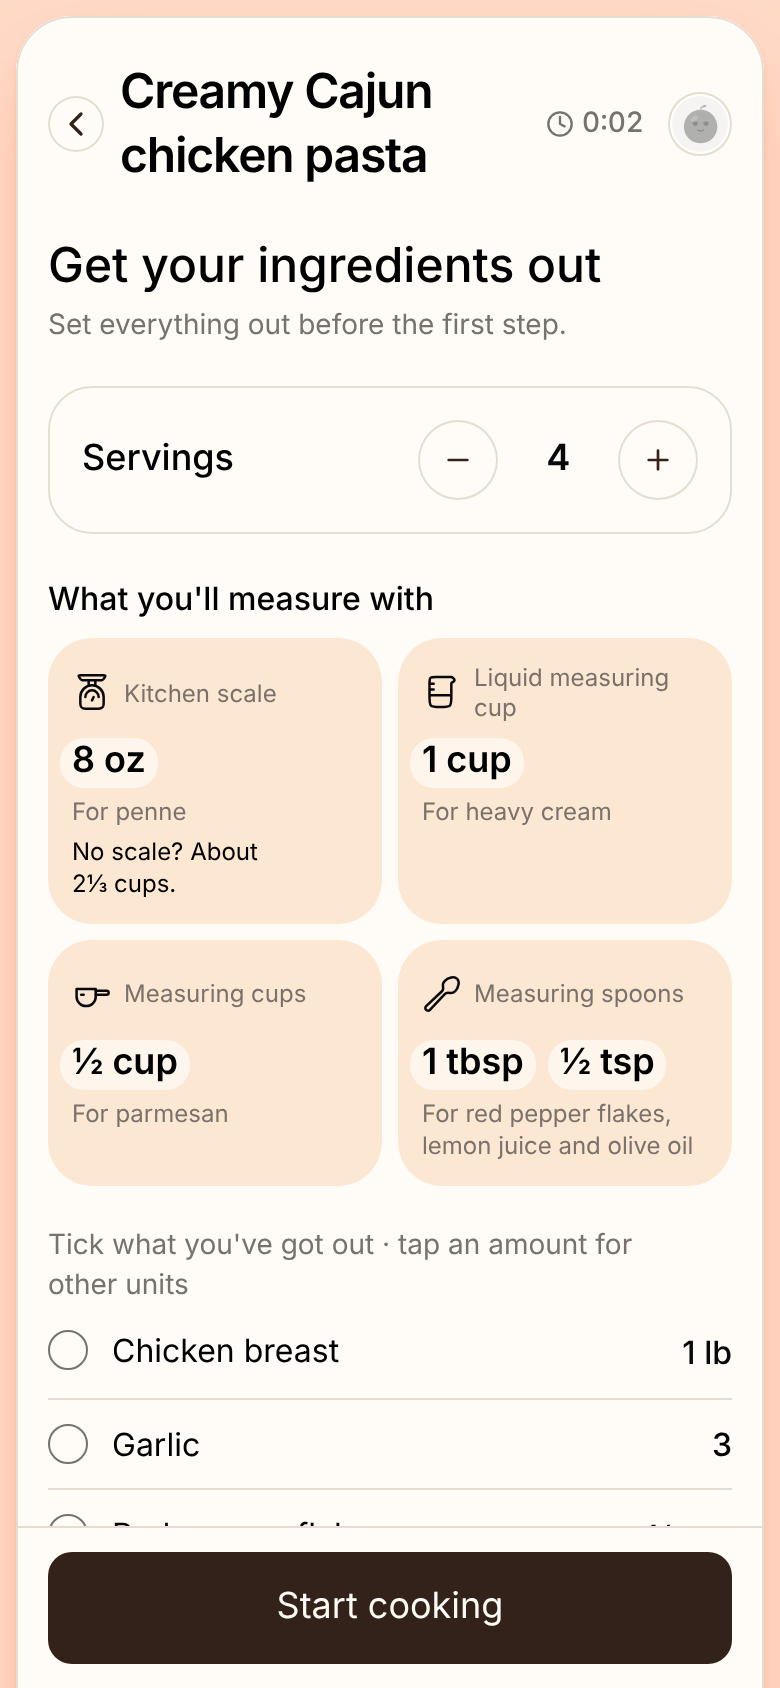 Creamy Cajun
chicken pasta
0:02
Get your ingredients out
Set everything out before the first step.
Servings
4
What you'll measure with
Kitchen scale
8 oz
For penne
No scale? About
2⅓ cups.
Liquid measuring
cup
1 cup
For heavy cream
Measuring cups
½ cup
For parmesan
Measuring spoons
1 tbsp ½ tsp
For red pepper flakes,
lemon juice and olive oil
Tick what you've got out · tap an amount for
other units
Chicken breast 1 lb
Garlic 3
Start cooking